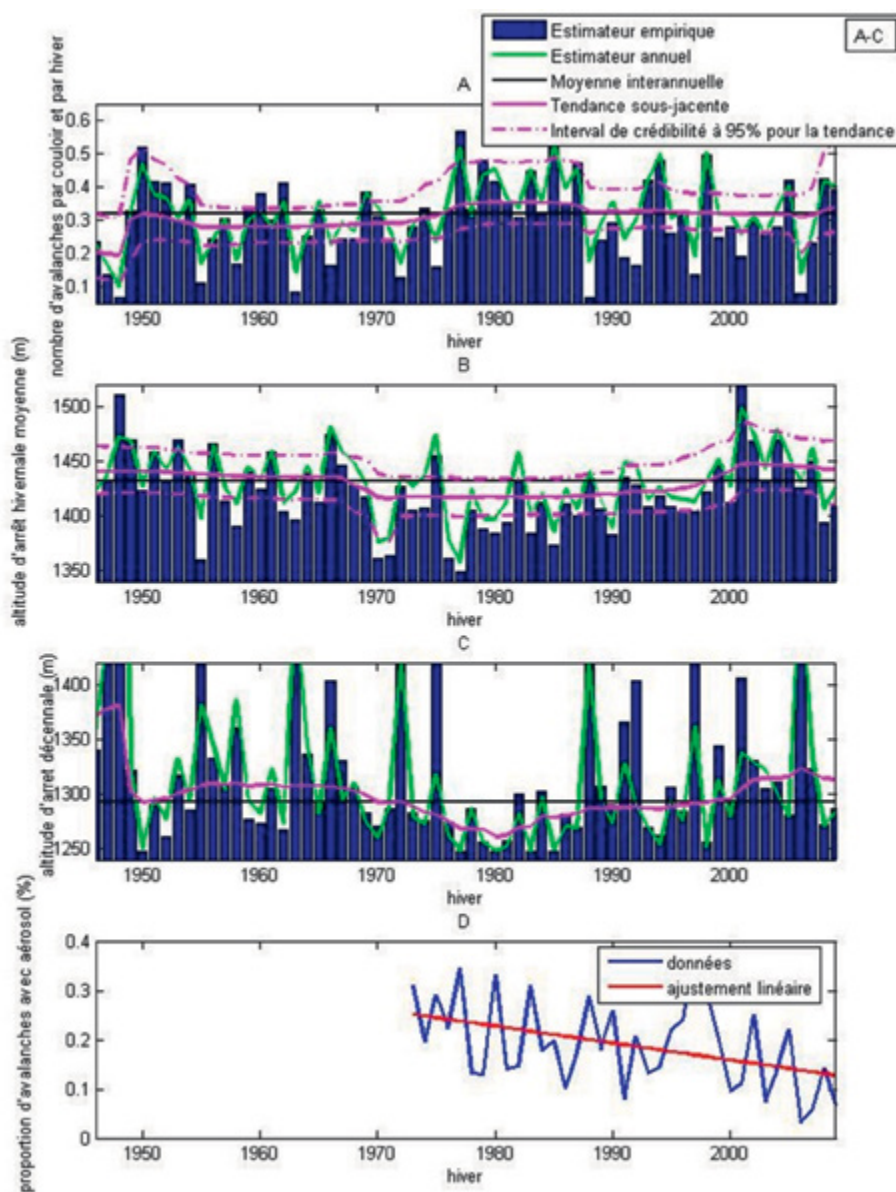 Estimateur empirique
Estimateur annuel
Moyenne interannuelle
Tendance sous-jacente
Interval de crédibilité à 95% pour la tendance
A-C
A
nombre d'avalanches par couloir et par hiver
0.6
0.5
0.4
0.3
0.2
0.1
1950 1960 1970 1980 1990 2000
hiver
B
altitude d'arrêt hivernale moyenne (m)
1500
1450
1400
1350
1950 1960 1970 1980 1990 2000
hiver
C
altitude d'arret décennale (m)
1400
1350
1300
1250
1950 1960 1970 1980 1990 2000
hiver
D
proportion d'avalanches avec aérosol (%)
0.4
0.3
0.2
0.1
0
données
ajustement linéaire
1950 1960 1970 1980 1990 2000
hiver